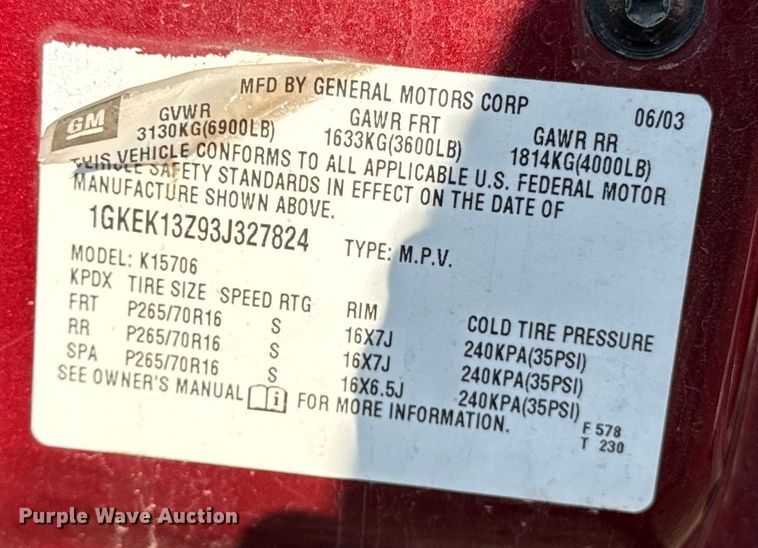 MFD BY GENERAL MOTORS CORP 06/03
GM
GVWR GAWR FRT GAWR RR
3130KG(6900LB) 1633KG(3600LB) 1814KG(4000LB)
THIS VEHICLE CONFORMS TO ALL APPLICABLE U.S. FEDERAL MOTOR
VEHICLE SAFETY STANDARDS IN EFFECT ON THE DATE OF
MANUFACTURE SHOWN ABOVE.
1GKEK13Z93J327824 TYPE: M.P.V.
MODEL: K15706
KPDX TIRE SIZE SPEED RTG RIM COLD TIRE PRESSURE
FRT P265/70R16 S 16X7J 240KPA(35PSI)
RR P265/70R16 S 16X7J 240KPA(35PSI)
SPA P265/70R16 S 16X6.5J 240KPA(35PSI)
SEE OWNER'S MANUAL i FOR MORE INFORMATION.
F 578
T 230
Purple Wave Auction